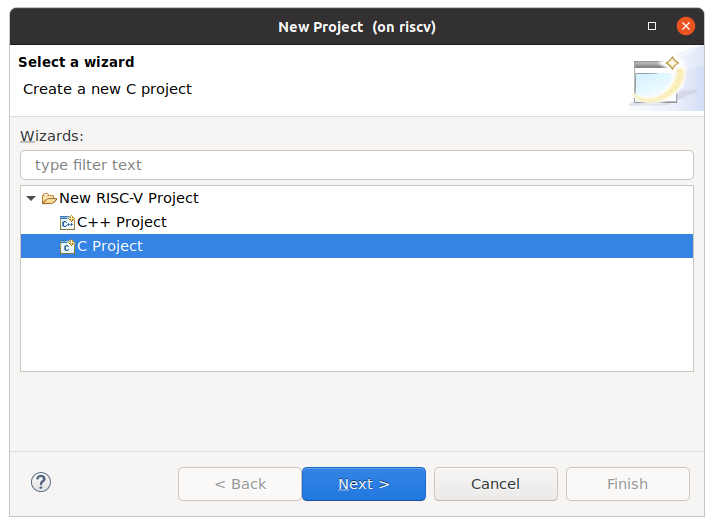 New Project (on riscv)
Select a wizard
Create a new C project
Wizards:
type filter text
New RISC-V Project
C++ Project
C Project
< Back
Next >
Cancel
Finish